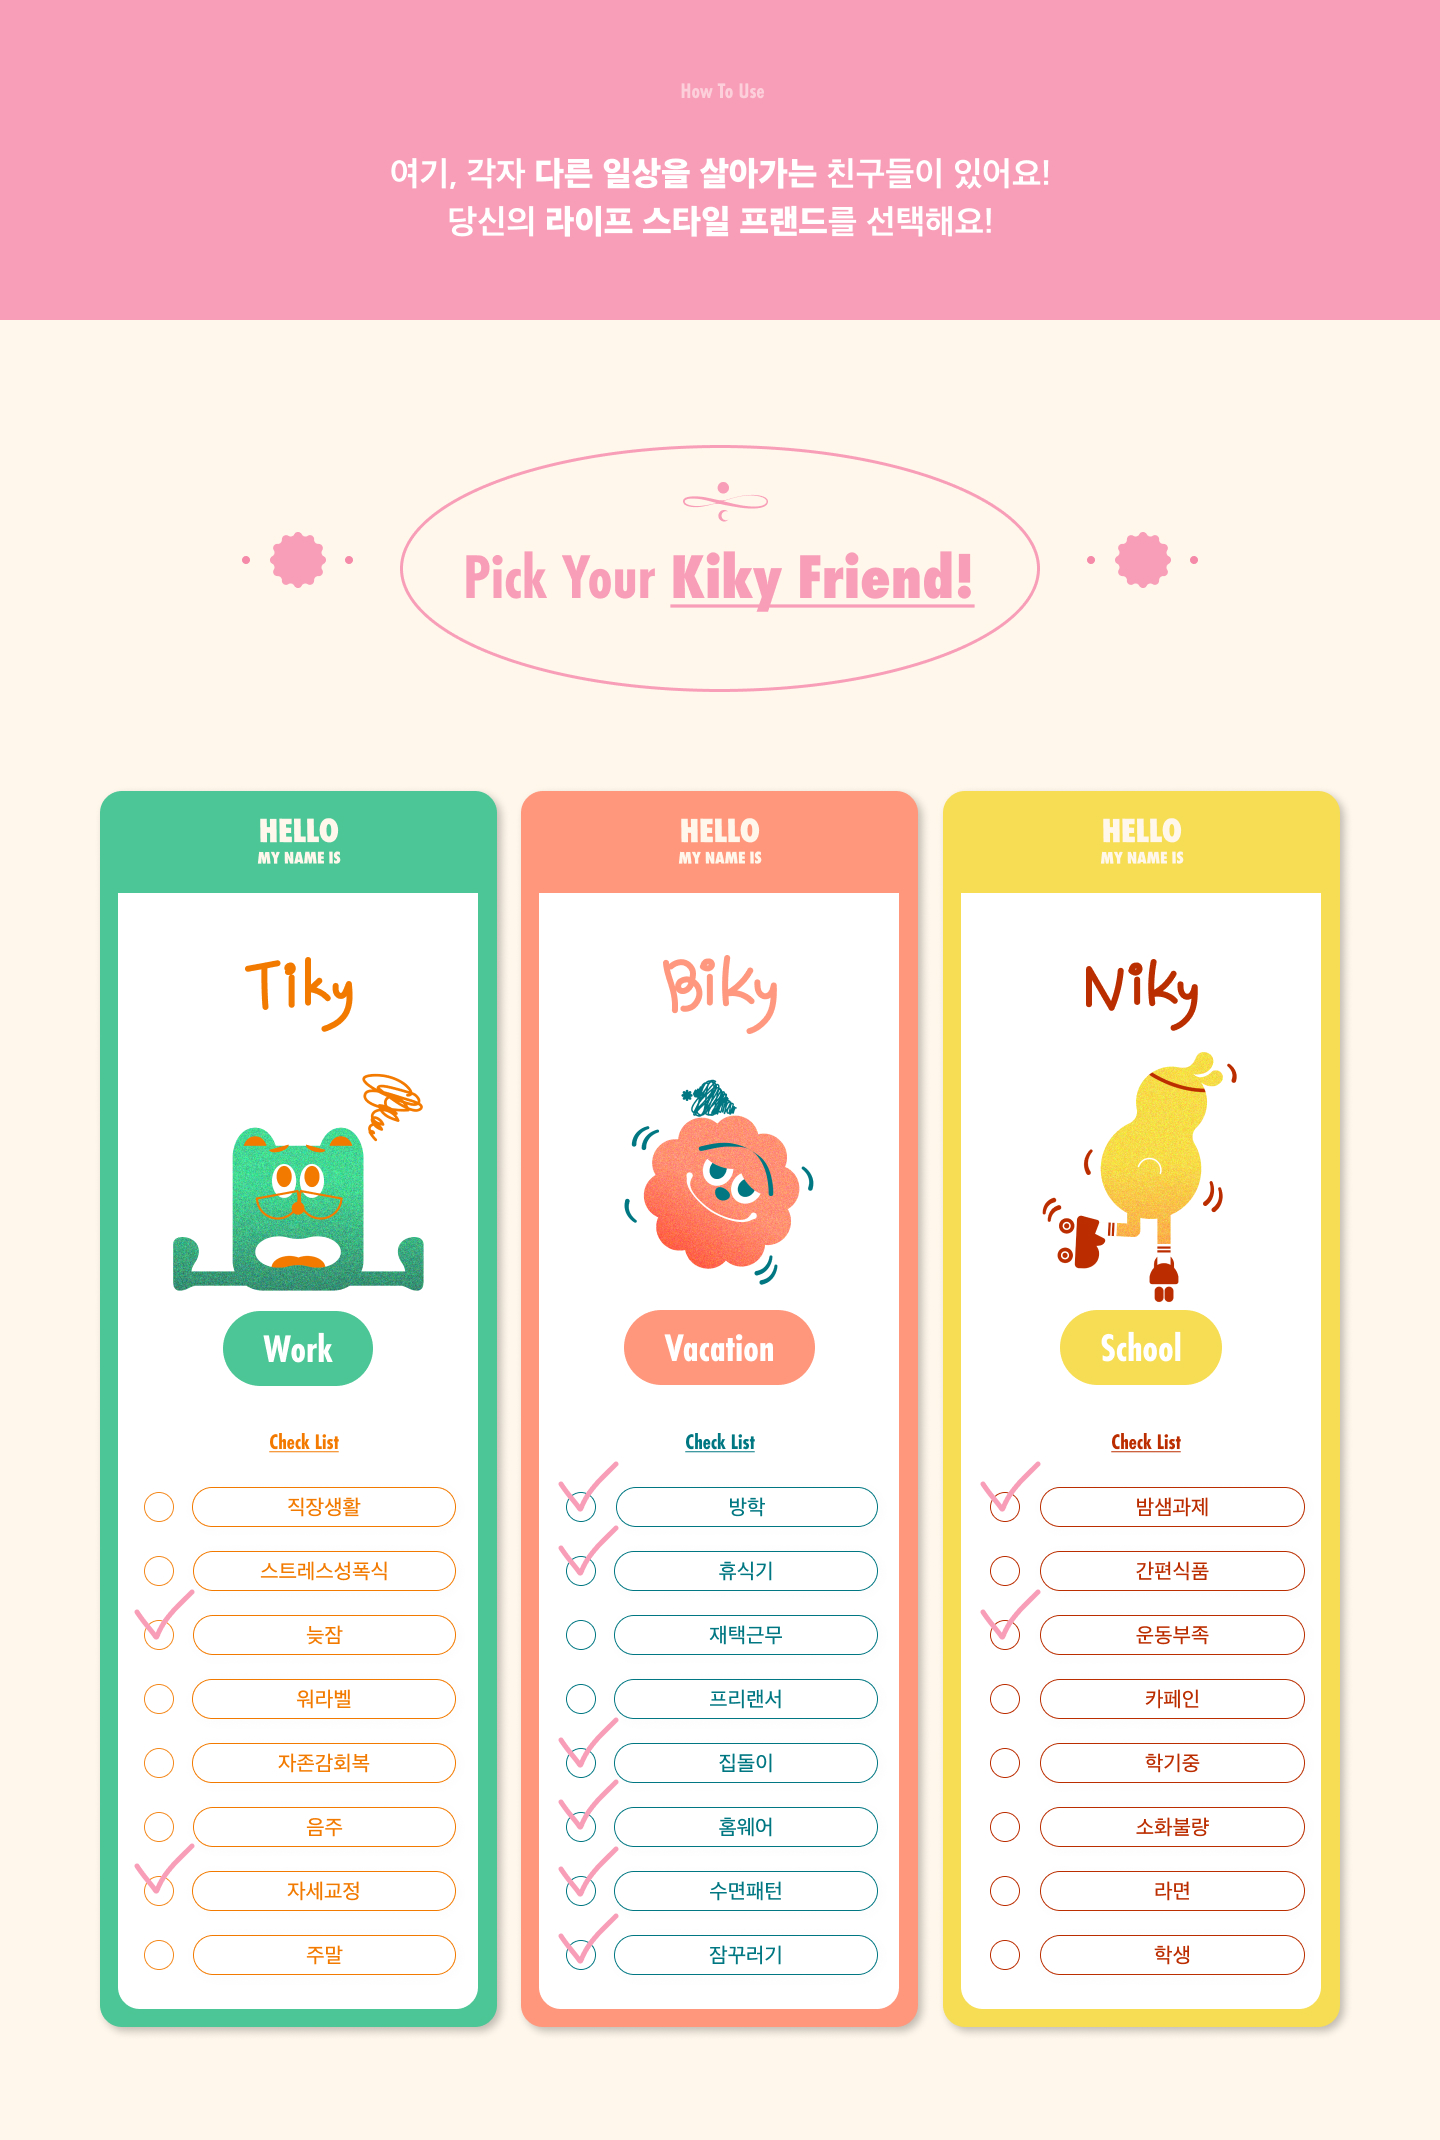 How To Use
여기, 각자 다른 일상을 살아가는 친구들이 있어요!
당신의 라이프 스타일 프랜드를 선택해요!
Pick Your Kiky Friend!
HELLO
MY NAME IS
Tiky
Work
Check List
직장생활
스트레스성폭식
늦잠
워라벨
자존감회복
음주
자세교정
주말
HELLO
MY NAME IS
Biky
Vacation
Check List
방학
휴식기
재택근무
프리랜서
집돌이
홈웨어
수면패턴
잠꾸러기
HELLO
MY NAME IS
Niky
School
Check List
밤샘과제
간편식품
운동부족
카페인
학기중
소화불량
라면
학생